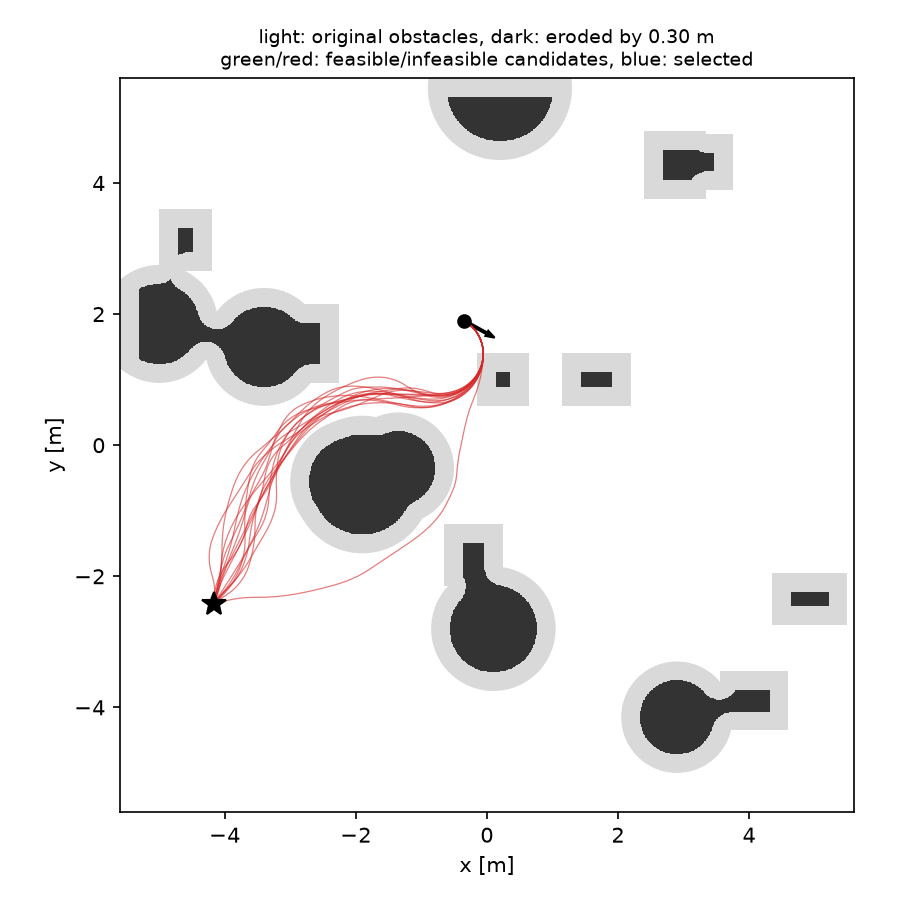 light: original obstacles, dark: eroded by 0.30 m
green/red: feasible/infeasible candidates, blue: selected
4
2
0
−2
−4
y [m]
−4 −2 0 2 4
x [m]